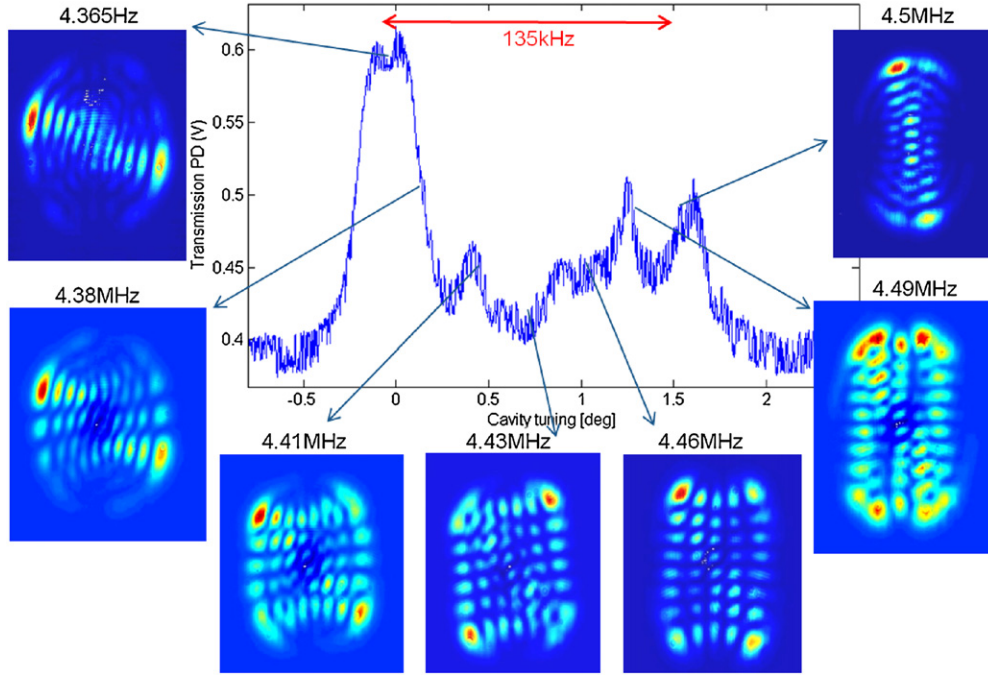 4.365Hz
135kHz
4.5MHz
Transmission PD (V)
0.6
0.55
0.5
0.45
0.4
4.38MHz
4.49MHz
-0.5
0
0.5
1
1.5
2
Cavity tuning [deg]
4.41MHz
4.43MHz
4.46MHz